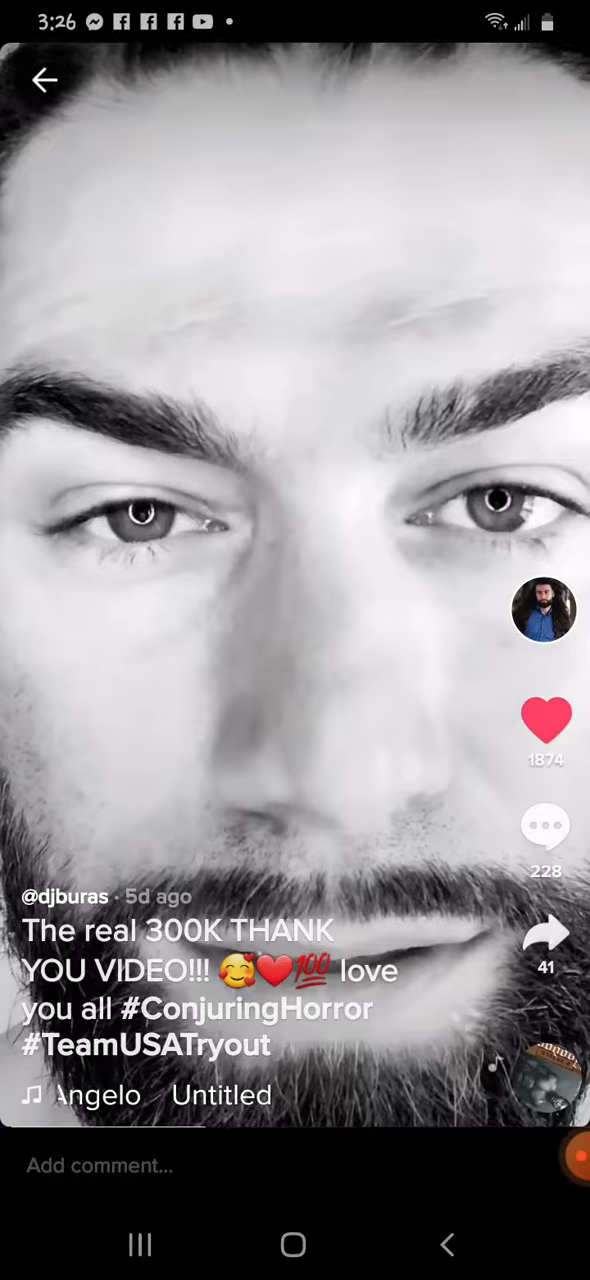 3:26
1874
228
@djburas · 5d ago
The real 300K THANK
YOU VIDEO!!! 🥰❤️💯 love
41
you all #ConjuringHorror
#TeamUSATryout
Angelo Untitled
Add comment...